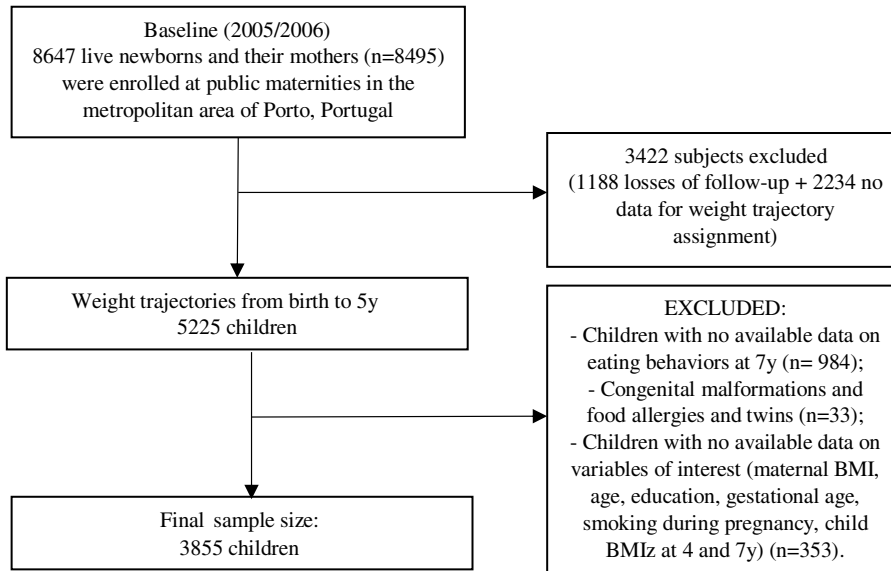 Baseline (2005/2006)
8647 live newborns and their mothers (n=8495)
were enrolled at public maternities in the
metropolitan area of Porto, Portugal
3422 subjects excluded
(1188 losses of follow-up + 2234 no
data for weight trajectory
assignment)
Weight trajectories from birth to 5y
5225 children
EXCLUDED:
- Children with no available data on
eating behaviors at 7y (n= 984);
- Congenital malformations and
food allergies and twins (n=33);
- Children with no available data on
variables of interest (maternal BMI,
age, education, gestational age,
smoking during pregnancy, child
BMIz at 4 and 7y) (n=353).
Final sample size:
3855 children